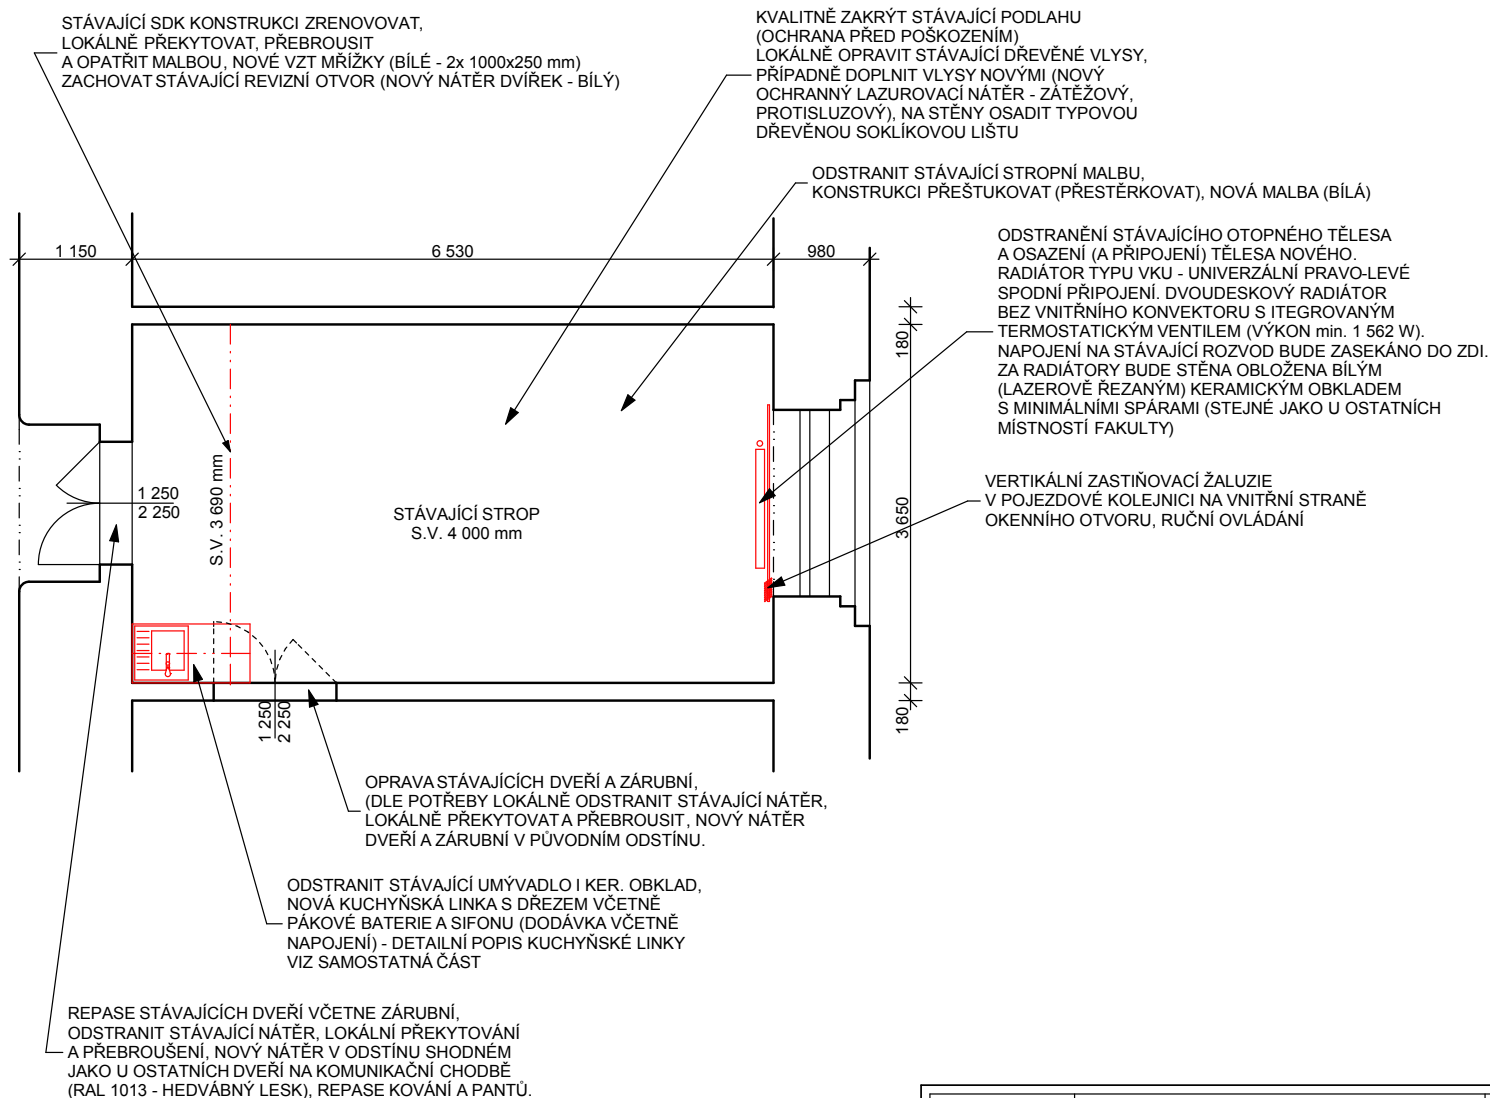 STÁVAJÍCÍ SDK KONSTRUKCI ZRENOVOVAT,
LOKÁLNĚ PŘEKYTOVAT, PŘEBROUSIT
A OPATŘIT MALBOU, NOVÉ VZT MŘÍŽKY (BÍLÉ - 2x 1000x250 mm)
ZACHOVAT STÁVAJÍCÍ REVIZNÍ OTVOR (NOVÝ NÁTĚR DVÍŘEK - BÍLÝ)
KVALITNĚ ZAKRÝT STÁVAJÍCÍ PODLAHU
(OCHRANA PŘED POŠKOZENÍM)
LOKÁLNĚ OPRAVIT STÁVAJÍCÍ DŘEVĚNÉ VLYSY,
PŘÍPADNĚ DOPLNIT VLYSY NOVÝMI (NOVÝ
OCHRANNÝ LAZUROVACÍ NÁTĚR - ZÁTĚŽOVÝ,
PROTISLUZOVÝ), NA STĚNY OSADIT TYPOVOU
DŘEVĚNOU SOKLÍKOVOU LIŠTU
ODSTRANIT STÁVAJÍCÍ STROPNÍ MALBU,
KONSTRUKCI PŘEŠTUKOVAT (PŘESTĚRKOVAT), NOVÁ MALBA (BÍLÁ)
ODSTRANĚNÍ STÁVAJÍCÍHO OTOPNÉHO TĚLESA
A OSAZENÍ (A PŘIPOJENÍ) TĚLESA NOVÉHO.
RADIÁTOR TYPU VKU - UNIVERZÁLNÍ PRAVO-LEVÉ
SPODNÍ PŘIPOJENÍ. DVOUDESKOVÝ RADIÁTOR
BEZ VNITŘNÍHO KONVEKTORU S ITEGROVANÝM
TERMOSTATICKÝM VENTILEM (VÝKON min. 1 562 W).
NAPOJENÍ NA STÁVAJÍCÍ ROZVOD BUDE ZASEKÁNO DO ZDI.
ZA RADIÁTORY BUDE STĚNA OBLOŽENA BÍLÝM
(LAZEROVĚ ŘEZANÝM) KERAMICKÝM OBKLADEM
S MINIMÁLNÍMI SPÁRAMI (STEJNÉ JAKO U OSTATNÍCH
MÍSTNOSTÍ FAKULTY)
1 150
6 530
980
180
3 650
180
VERTIKÁLNÍ ZASTIŇOVACÍ ŽALUZIE
V POJEZDOVÉ KOLEJNICI NA VNITŘNÍ STRANĚ
OKENNÍHO OTVORU, RUČNÍ OVLÁDÁNÍ
1 250
2 250
S.V. 3 690 mm
STÁVAJÍCÍ STROP
S.V. 4 000 mm
1 250
2 250
OPRAVA STÁVAJÍCÍCH DVEŘÍ A ZÁRUBNÍ,
(DLE POTŘEBY LOKÁLNĚ ODSTRANIT STÁVAJÍCÍ NÁTĚR,
LOKÁLNĚ PŘEKYTOVAT A PŘEBROUSIT, NOVÝ NÁTĚR
DVEŘÍ A ZÁRUBNÍ V PŮVODNÍM ODSTÍNU.
ODSTRANIT STÁVAJÍCÍ UMÝVADLO I KER. OBKLAD,
NOVÁ KUCHYŇSKÁ LINKA S DŘEZEM VČETNĚ
PÁKOVÉ BATERIE A SIFONU (DODÁVKA VČETNĚ
NAPOJENÍ) - DETAILNÍ POPIS KUCHYŇSKÉ LINKY
VIZ SAMOSTATNÁ ČÁST
REPASE STÁVAJÍCÍCH DVEŘÍ VČETNE ZÁRUBNÍ,
ODSTRANIT STÁVAJÍCÍ NÁTĚR, LOKÁLNÍ PŘEKYTOVÁNÍ
A PŘEBROUŠENÍ, NOVÝ NÁTĚR V ODSTÍNU SHODNÉM
JAKO U OSTATNÍCH DVEŘÍ NA KOMUNIKAČNÍ CHODBĚ
(RAL 1013 - HEDVÁBNÝ LESK), REPASE KOVÁNÍ A PANTŮ.